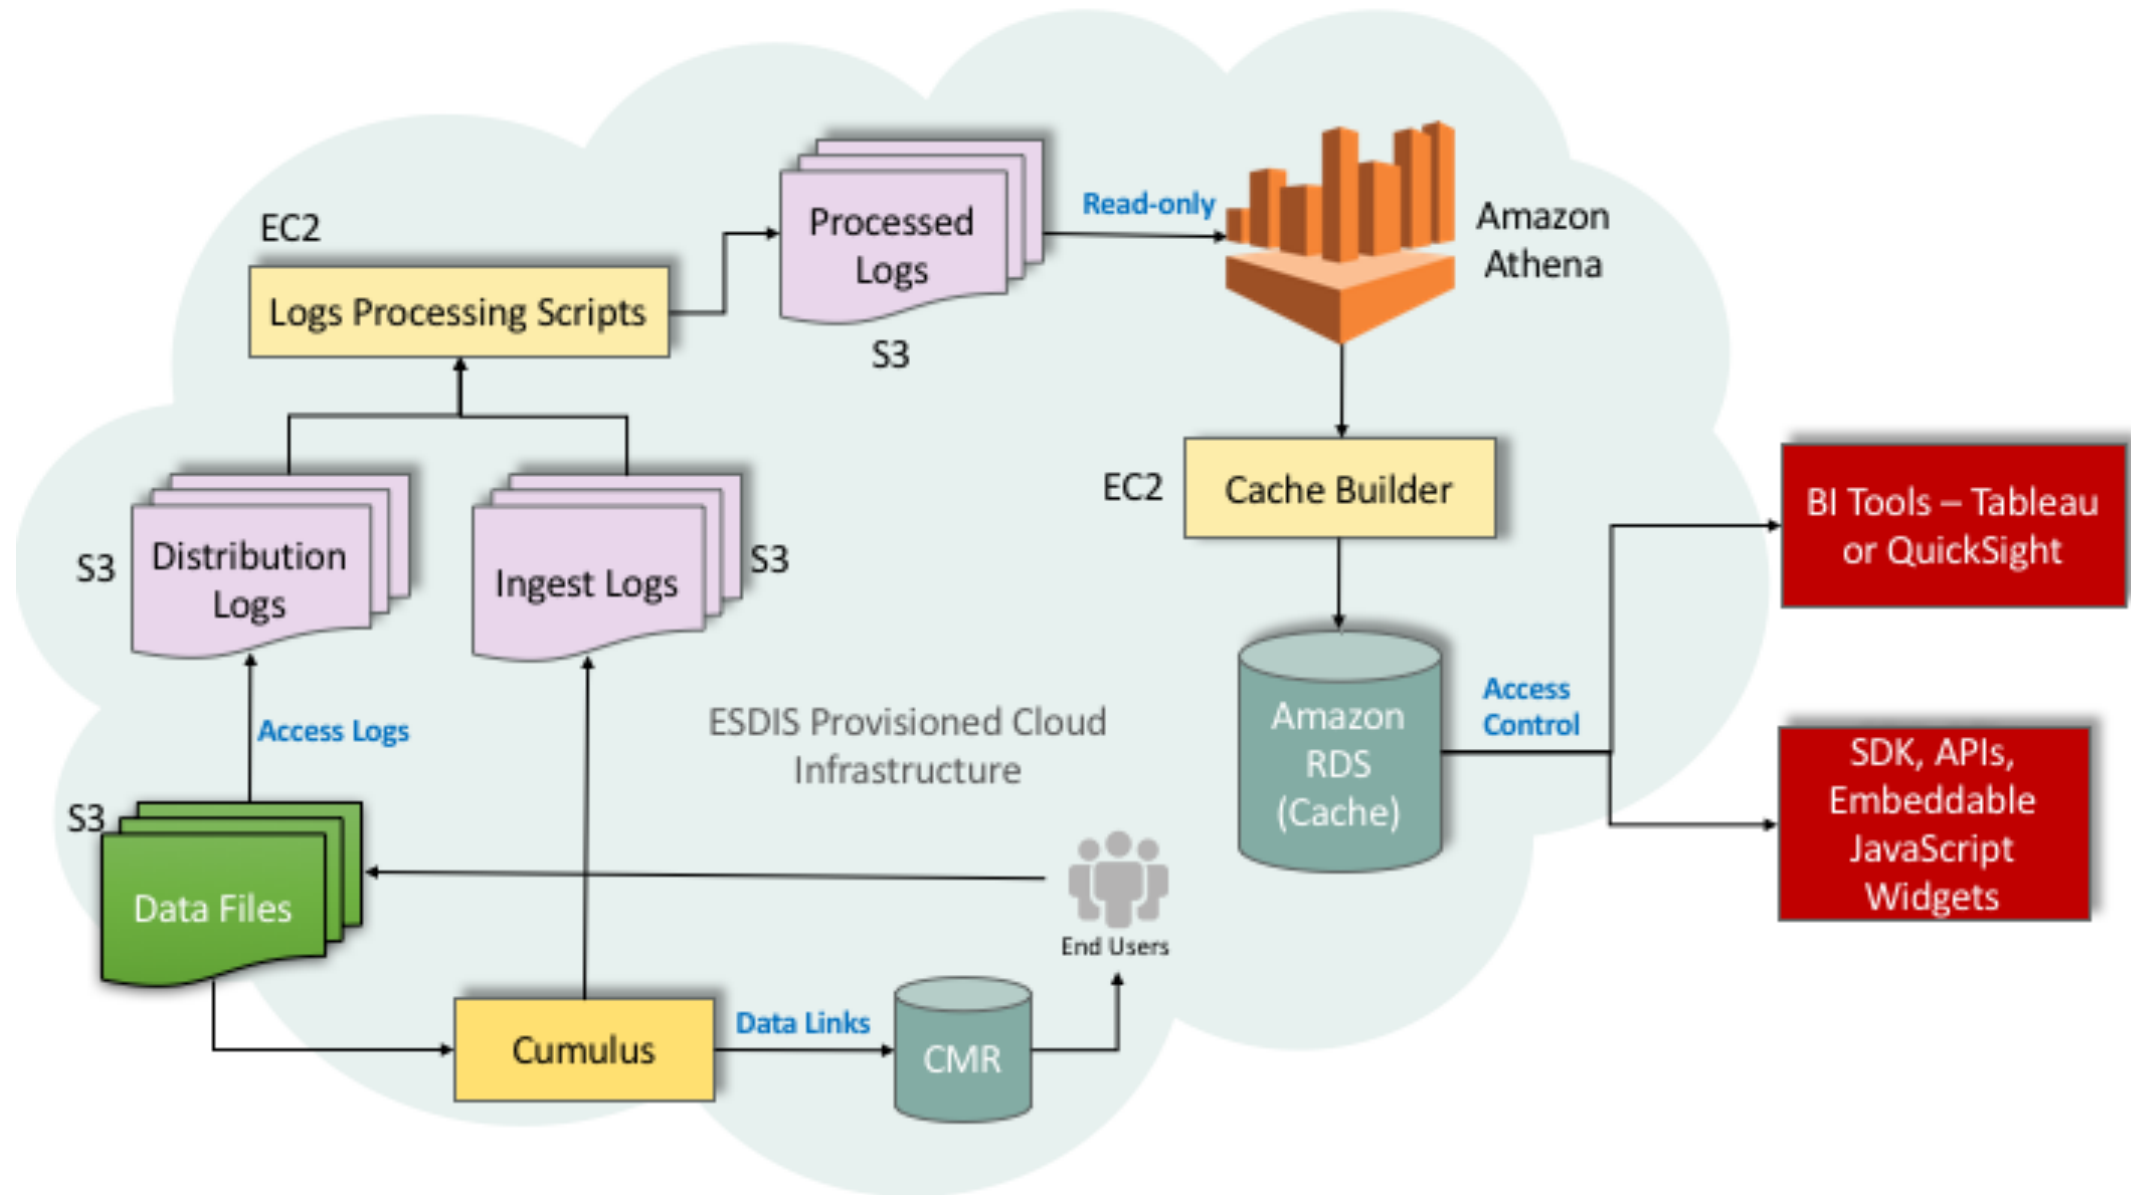 EC2
Logs Processing Scripts
Processed
Logs
S3
Read-only
Amazon
Athena
S3
Distribution
Logs
Ingest Logs
S3
EC2
Cache Builder
BI Tools – Tableau
or QuickSight
Access Logs
ESDIS Provisioned Cloud
Infrastructure
Amazon
RDS
(Cache)
Access
Control
SDK, APIs,
Embeddable
JavaScript
Widgets
S3
Data Files
End Users
Cumulus
Data Links
CMR